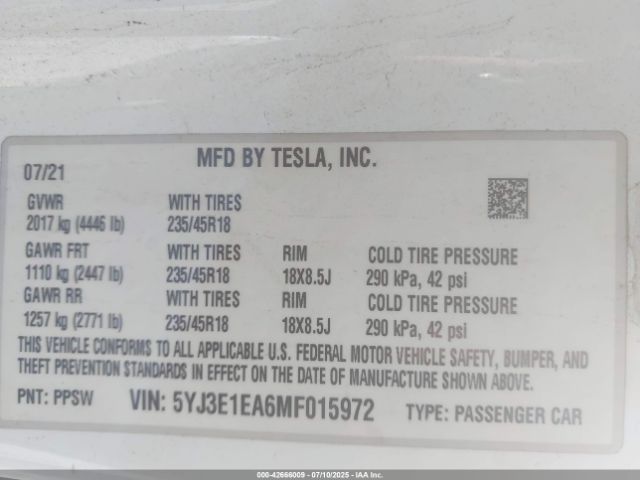 MFD BY TESLA, INC.
07/21
GVWR WITH TIRES
2017 kg (4446 lb) 235/45R18
GAWR FRT WITH TIRES RIM COLD TIRE PRESSURE
1110 kg (2447 lb) 235/45R18 18X8.5J 290 kPa, 42 psi
GAWR RR WITH TIRES RIM COLD TIRE PRESSURE
1257 kg (2771 lb) 235/45R18 18X8.5J 290 kPa, 42 psi
THIS VEHICLE CONFORMS TO ALL APPLICABLE U.S. FEDERAL MOTOR VEHICLE SAFETY, BUMPER, AND
THEFT PREVENTION STANDARDS IN EFFECT ON THE DATE OF MANUFACTURE SHOWN ABOVE.
PNT: PPSW VIN: 5YJ3E1EA6MF015972 TYPE: PASSENGER CAR
000-42666009 - 07/10/2025 - IAA Inc.